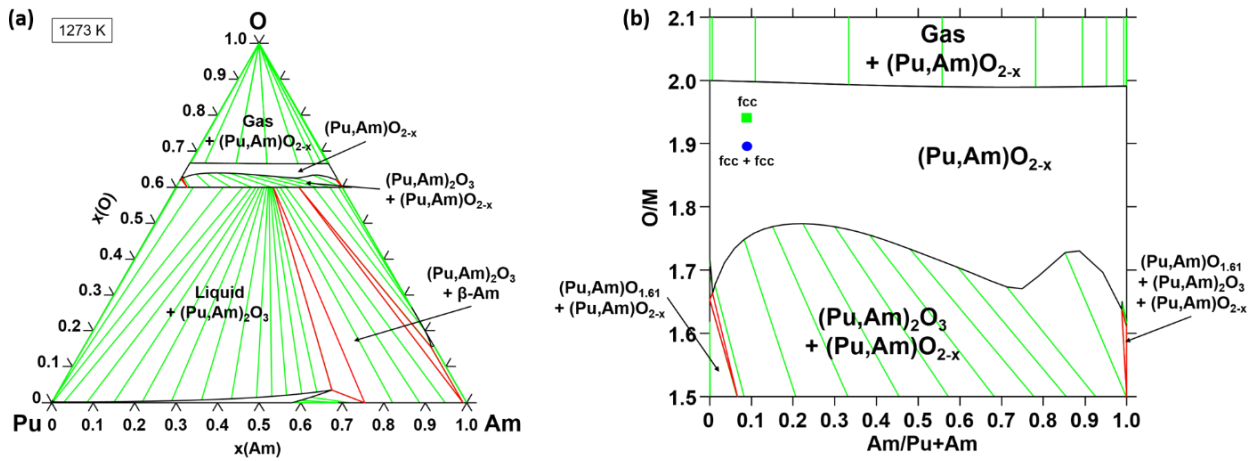 (a)
1273 K
O
1.0
0.9
0.8
0.7
0.6
0.5
0.4
0.3
0.2
0.1
0
x(O)
Gas
+ (Pu,Am)O2-x
(Pu,Am)O2-x
(Pu,Am)2O3
+ (Pu,Am)O2-x
(Pu,Am)2O3
+ β-Am
Liquid
+ (Pu,Am)2O3
Pu
0 0.1 0.2 0.3 0.4 0.5 0.6 0.7 0.8 0.9 1.0
Am
x(Am)
(b)
2.1
2.0
1.9
1.8
1.7
1.6
1.5
O/M
Gas
+ (Pu,Am)O2-x
fcc
fcc + fcc
(Pu,Am)O2-x
(Pu,Am)O1.61
+ (Pu,Am)O2-x
(Pu,Am)2O3
+ (Pu,Am)O2-x
(Pu,Am)O1.61
+ (Pu,Am)2O3
+ (Pu,Am)O2-x
0 0.1 0.2 0.3 0.4 0.5 0.6 0.7 0.8 0.9 1.0
Am/Pu+Am